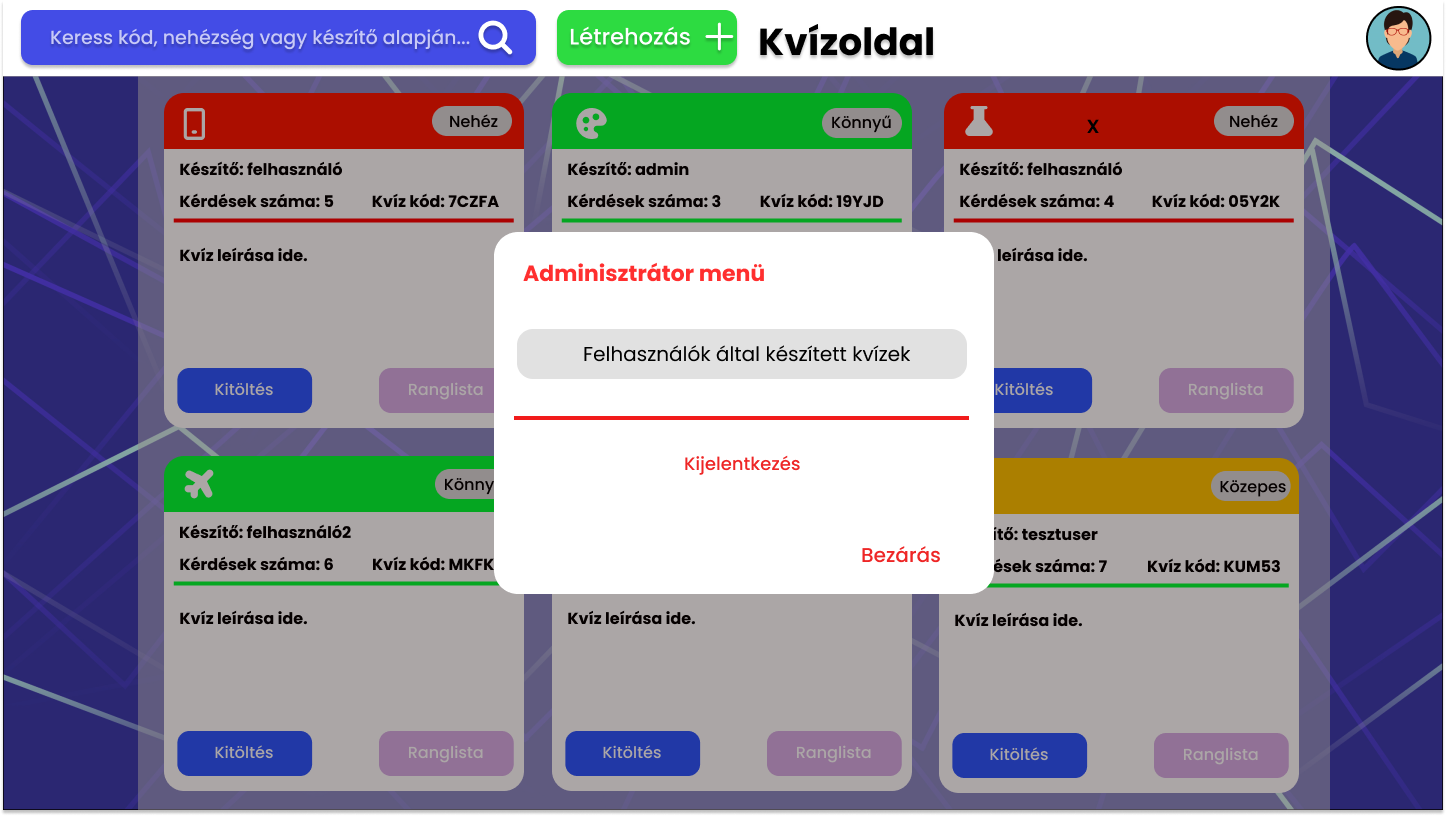 Keress kód, nehézség vagy készítő alapján...
Létrehozás
Kvízoldal
Nehéz
Készítő: felhasználó
Kérdések száma: 5 Kvíz kód: 7CZFA
Kvíz leírása ide.
Kitöltés Ranglista
Könnyű
Készítő: admin
Kérdések száma: 3 Kvíz kód: 19YJD
X Nehéz
Készítő: felhasználó
Kérdések száma: 4 Kvíz kód: 05Y2K
leírása ide.
Kitöltés Ranglista
Adminisztrátor menü
Felhasználók által készített kvízek
Kijelentkezés
Bezárás
Könny
Készítő: felhasználó2
Kérdések száma: 6 Kvíz kód: MKFK
Kvíz leírása ide.
Kitöltés Ranglista
Kvíz leírása ide.
Kitöltés Ranglista
Közepes
ítő: tesztuser
ések száma: 7 Kvíz kód: KUM53
Kvíz leírása ide.
Kitöltés Ranglista